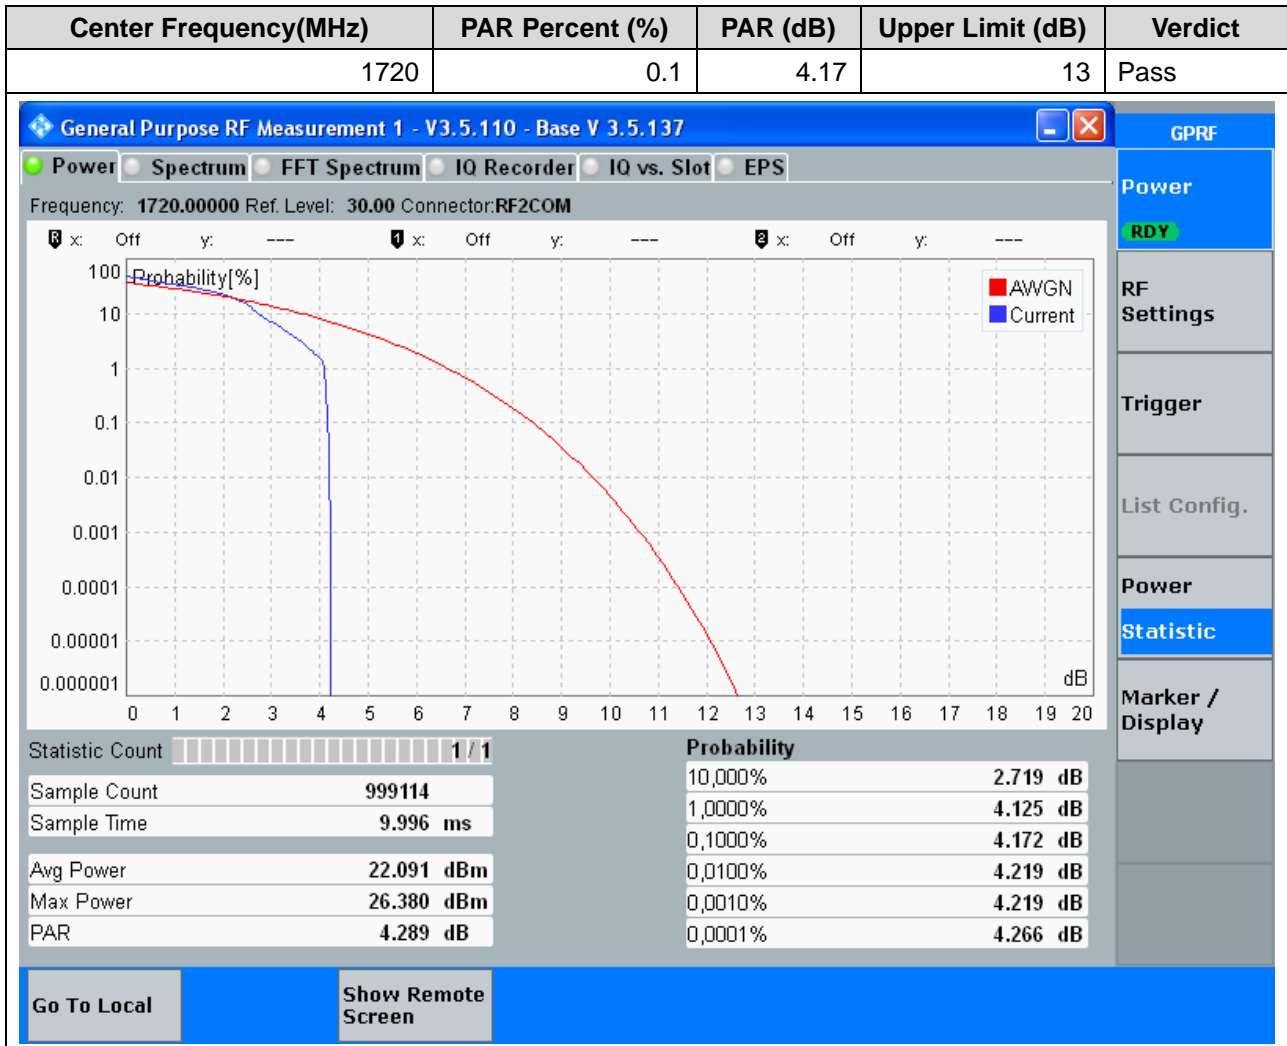 Center Frequency(MHz) PAR Percent (%) PAR (dB) Upper Limit (dB) Verdict
1720 0.1 4.17 13 Pass
General Purpose RF Measurement 1 - V3.5.110 - Base V 3.5.137
GPRF
Power Spectrum FFT Spectrum IQ Recorder IQ vs. Slot EPS
Power
RDY
Frequency: 1720.00000 Ref. Level: 30.00 Connector:RF2COM
R x: Off y: --- 1 x: Off y: --- 2 x: Off y: ---
Probability[%]
AWGN
Current
100
10
1
0.1
0.01
0.001
0.0001
0.00001
0.000001
dB
0 1 2 3 4 5 6 7 8 9 10 11 12 13 14 15 16 17 18 19 20
RF
Settings
Trigger
List Config.
Power
Statistic
Marker /
Display
Statistic Count 1 / 1
Sample Count 999114
Sample Time 9.996 ms
Avg Power 22.091 dBm
Max Power 26.380 dBm
PAR 4.289 dB
Probability
10,000% 2.719 dB
1,0000% 4.125 dB
0,1000% 4.172 dB
0,0100% 4.219 dB
0,0010% 4.219 dB
0,0001% 4.266 dB
Go To Local
Show Remote
Screen